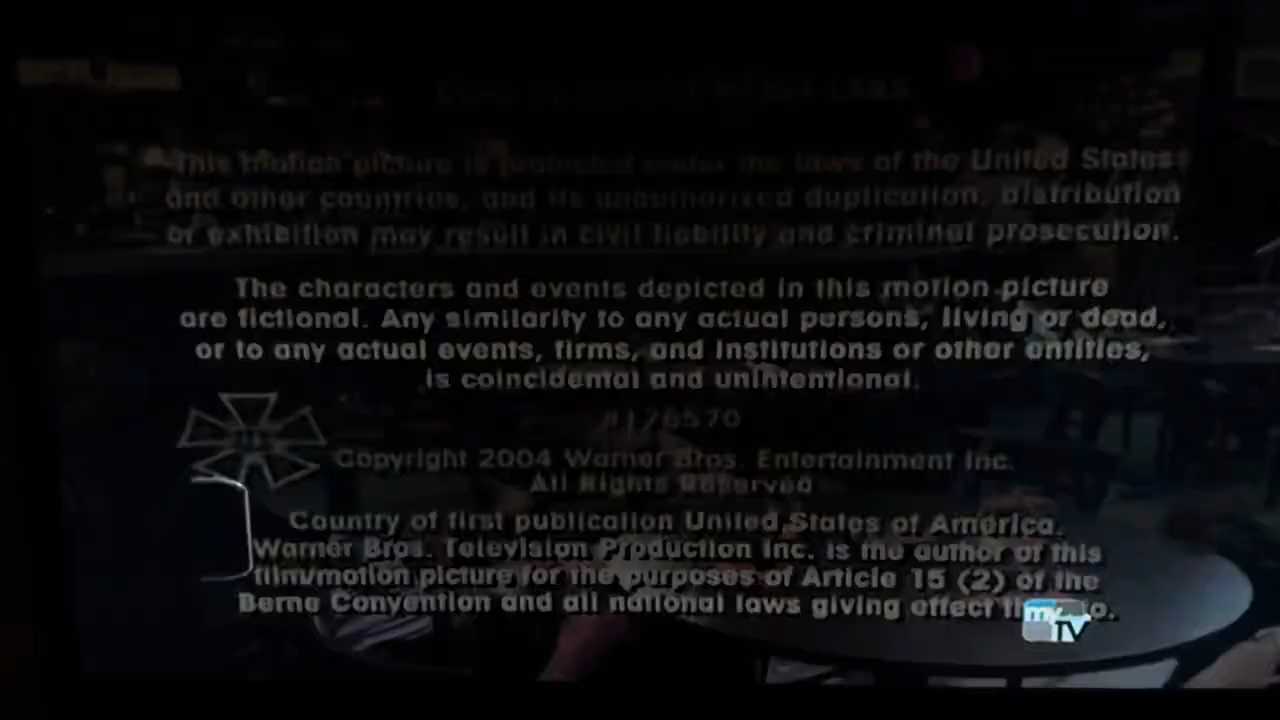 This motion picture is protected under the laws of the United States
and other countries, and its unauthorized duplication, distribution
or exhibition may result in civil liability and criminal prosecution.
The characters and events depicted in this motion picture
are fictional. Any similarity to any actual persons, living or dead,
or to any actual events, firms, and institutions or other entities,
is coincidental and unintentional.
Copyright 2004 Warner Bros. Entertainment Inc.
All Rights Reserved
Country of first publication United States of America.
Warner Bros. Television Production Inc. is the author of this
film/motion picture for the purposes of Article 15 (2) of the
Berne Convention and all national laws giving effect
my TV